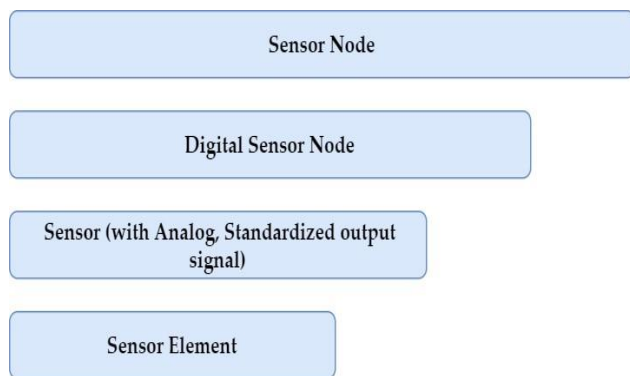 Sensor Node
Digital Sensor Node
Sensor (with Analog, Standardized output
signal)
Sensor Element